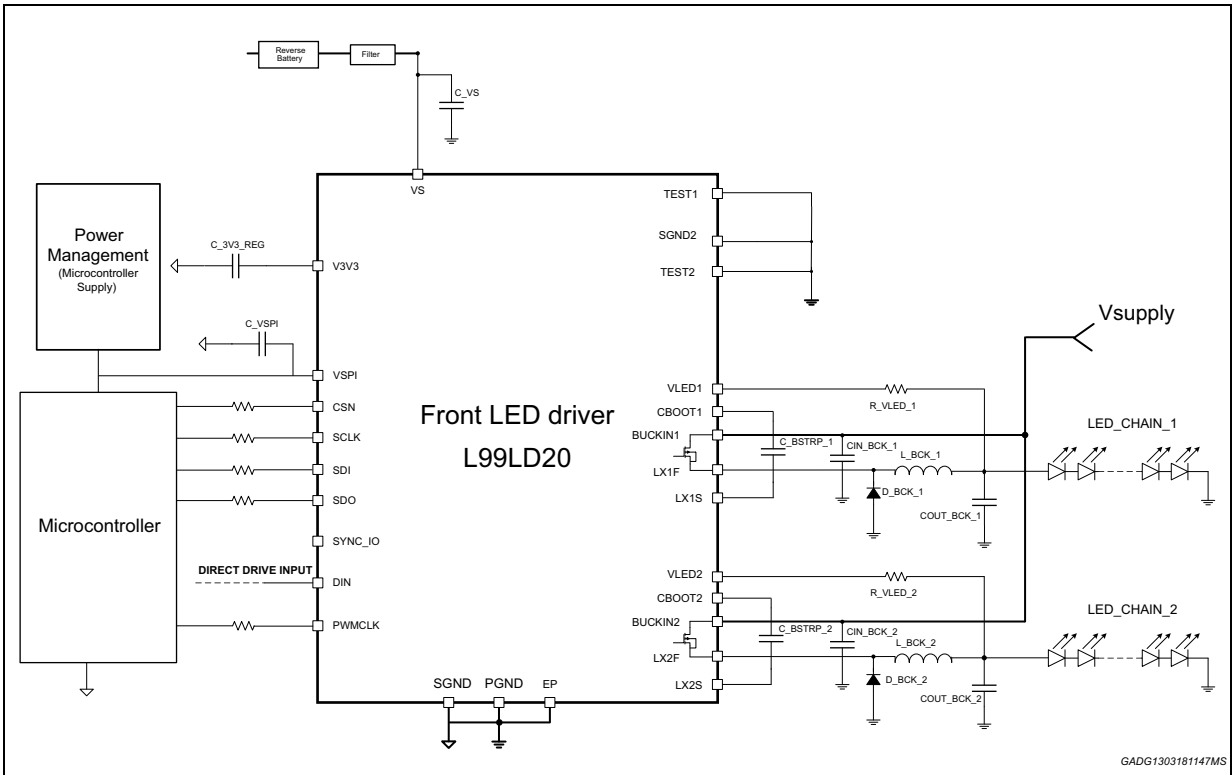 Reverse
Battery
Filter
C_VS
VS
Power
Management
(Microcontroller
Supply)
C_3V3_REG
V3V3
C_VSPI
VSPI
CSN
SCLK
SDI
SDO
SYNC_IO
DIRECT DRIVE INPUT
DIN
PWMCLK
Microcontroller
Front LED driver
L99LD20
SGND
PGND
EP
TEST1
SGND2
TEST2
Vsupply
VLED1
R_VLED_1
CBOOT1
BUCKIN1
C_BSTRP_1
CIN_BCK_1
L_BCK_1
LED_CHAIN_1
LX1F
D_BCK_1
LX1S
COUT_BCK_1
VLED2
R_VLED_2
CBOOT2
BUCKIN2
C_BSTRP_2
CIN_BCK_2
L_BCK_2
LED_CHAIN_2
LX2F
D_BCK_2
LX2S
COUT_BCK_2
GADG1303181147MS